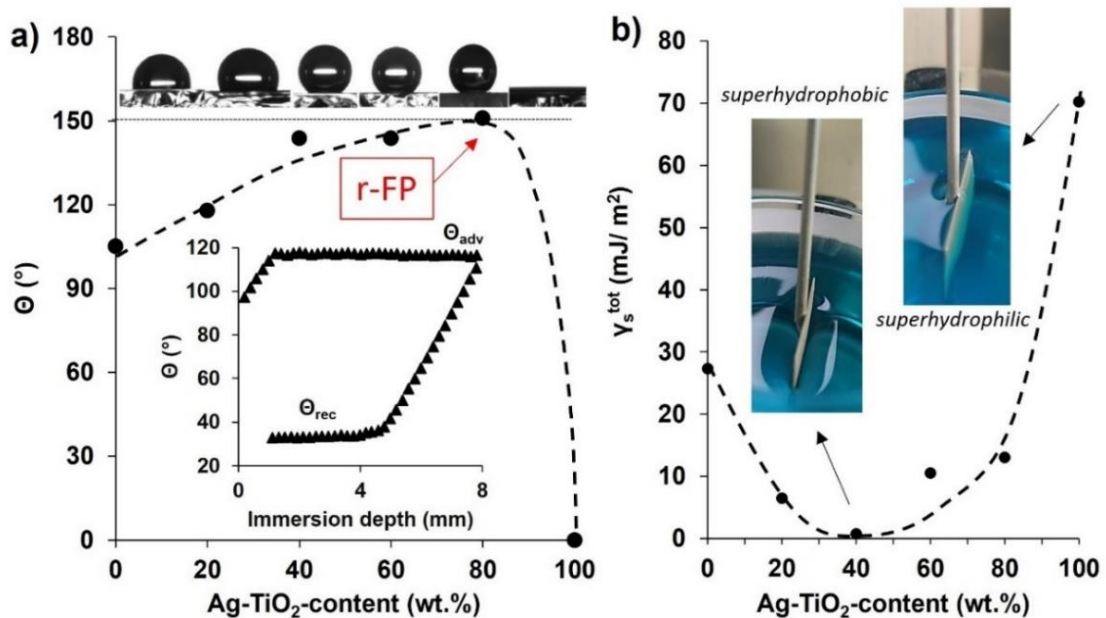 a)
180
150
120
90
60
30
0
Θ (°)
0 20 40 60 80 100
Ag-TiO₂-content (wt.%)
r-FP
120
100
80
60
40
20
Θ (°)
Θadv
Θrec
0 4 8
Immersion depth (mm)
b)
80
70
60
50
40
30
20
10
0
γₛᵗᵒᵗ (mJ/ m²)
superhydrophobic
superhydrophilic
0 20 40 60 80 100
Ag-TiO₂-content (wt.%)